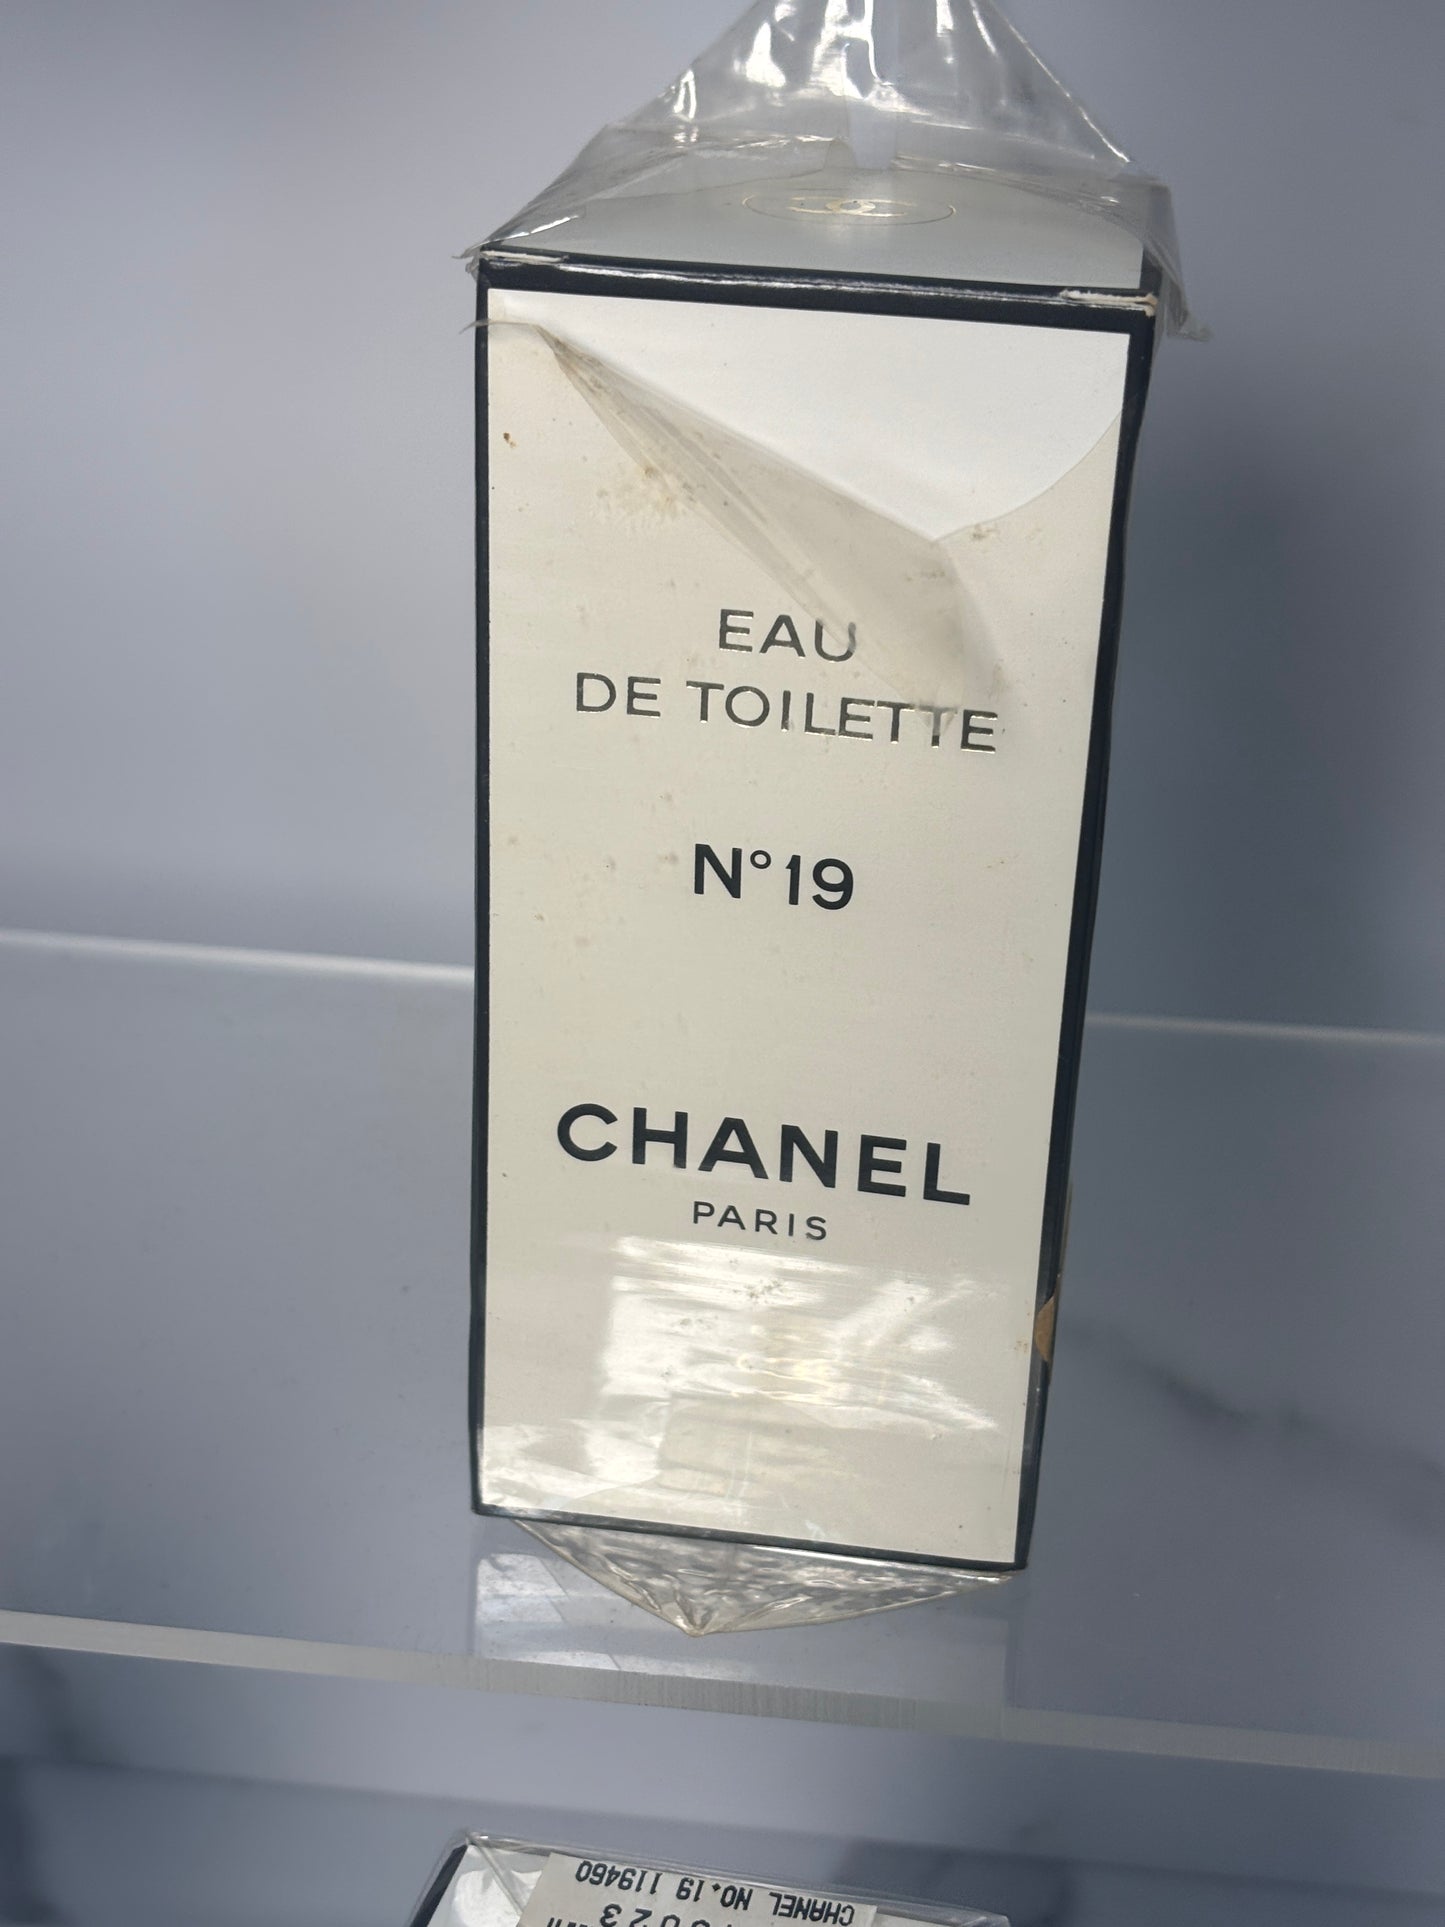 EAU
DE TOILETTE
N°19
CHANEL
PARIS
CHANEL NO.19 119460